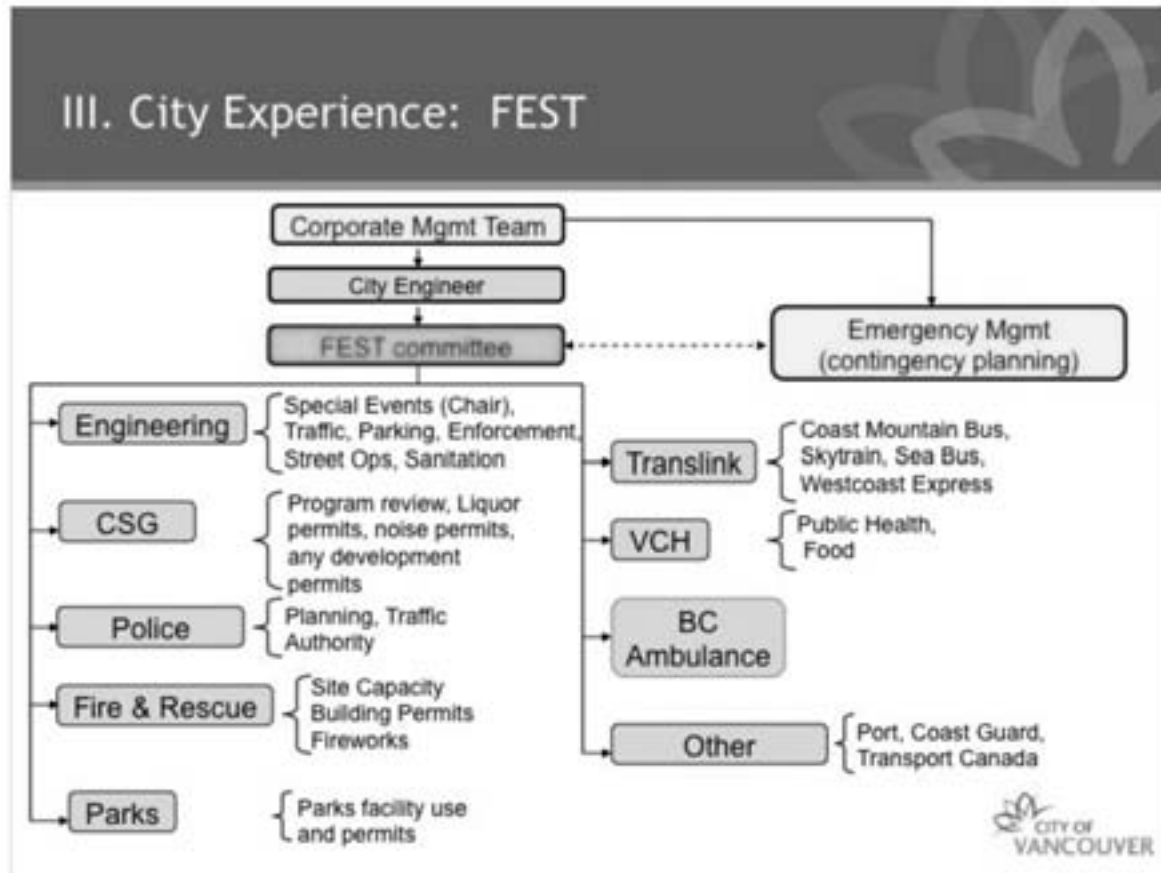 III. City Experience: FEST
Corporate Mgmt Team
City Engineer
FEST committee
Emergency Mgmt
(contingency planning)
Engineering
Special Events (Chair),
Traffic, Parking, Enforcement,
Street Ops, Sanitation
CSG
Program review, Liquor
permits, noise permits,
any development
permits
Police
Planning, Traffic
Authority
Fire & Rescue
Site Capacity
Building Permits
Fireworks
Parks
Parks facility use
and permits
Translink
Coast Mountain Bus,
Skytrain, Sea Bus,
Westcoast Express
VCH
Public Health,
Food
BC
Ambulance
Other
Port, Coast Guard,
Transport Canada
CITY OF
VANCOUVER